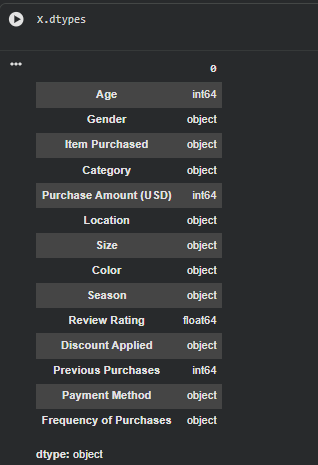 X.dtypes
0
Age int64
Gender object
Item Purchased object
Category object
Purchase Amount (USD) int64
Location object
Size object
Color object
Season object
Review Rating float64
Discount Applied object
Previous Purchases int64
Payment Method object
Frequency of Purchases object
dtype: object